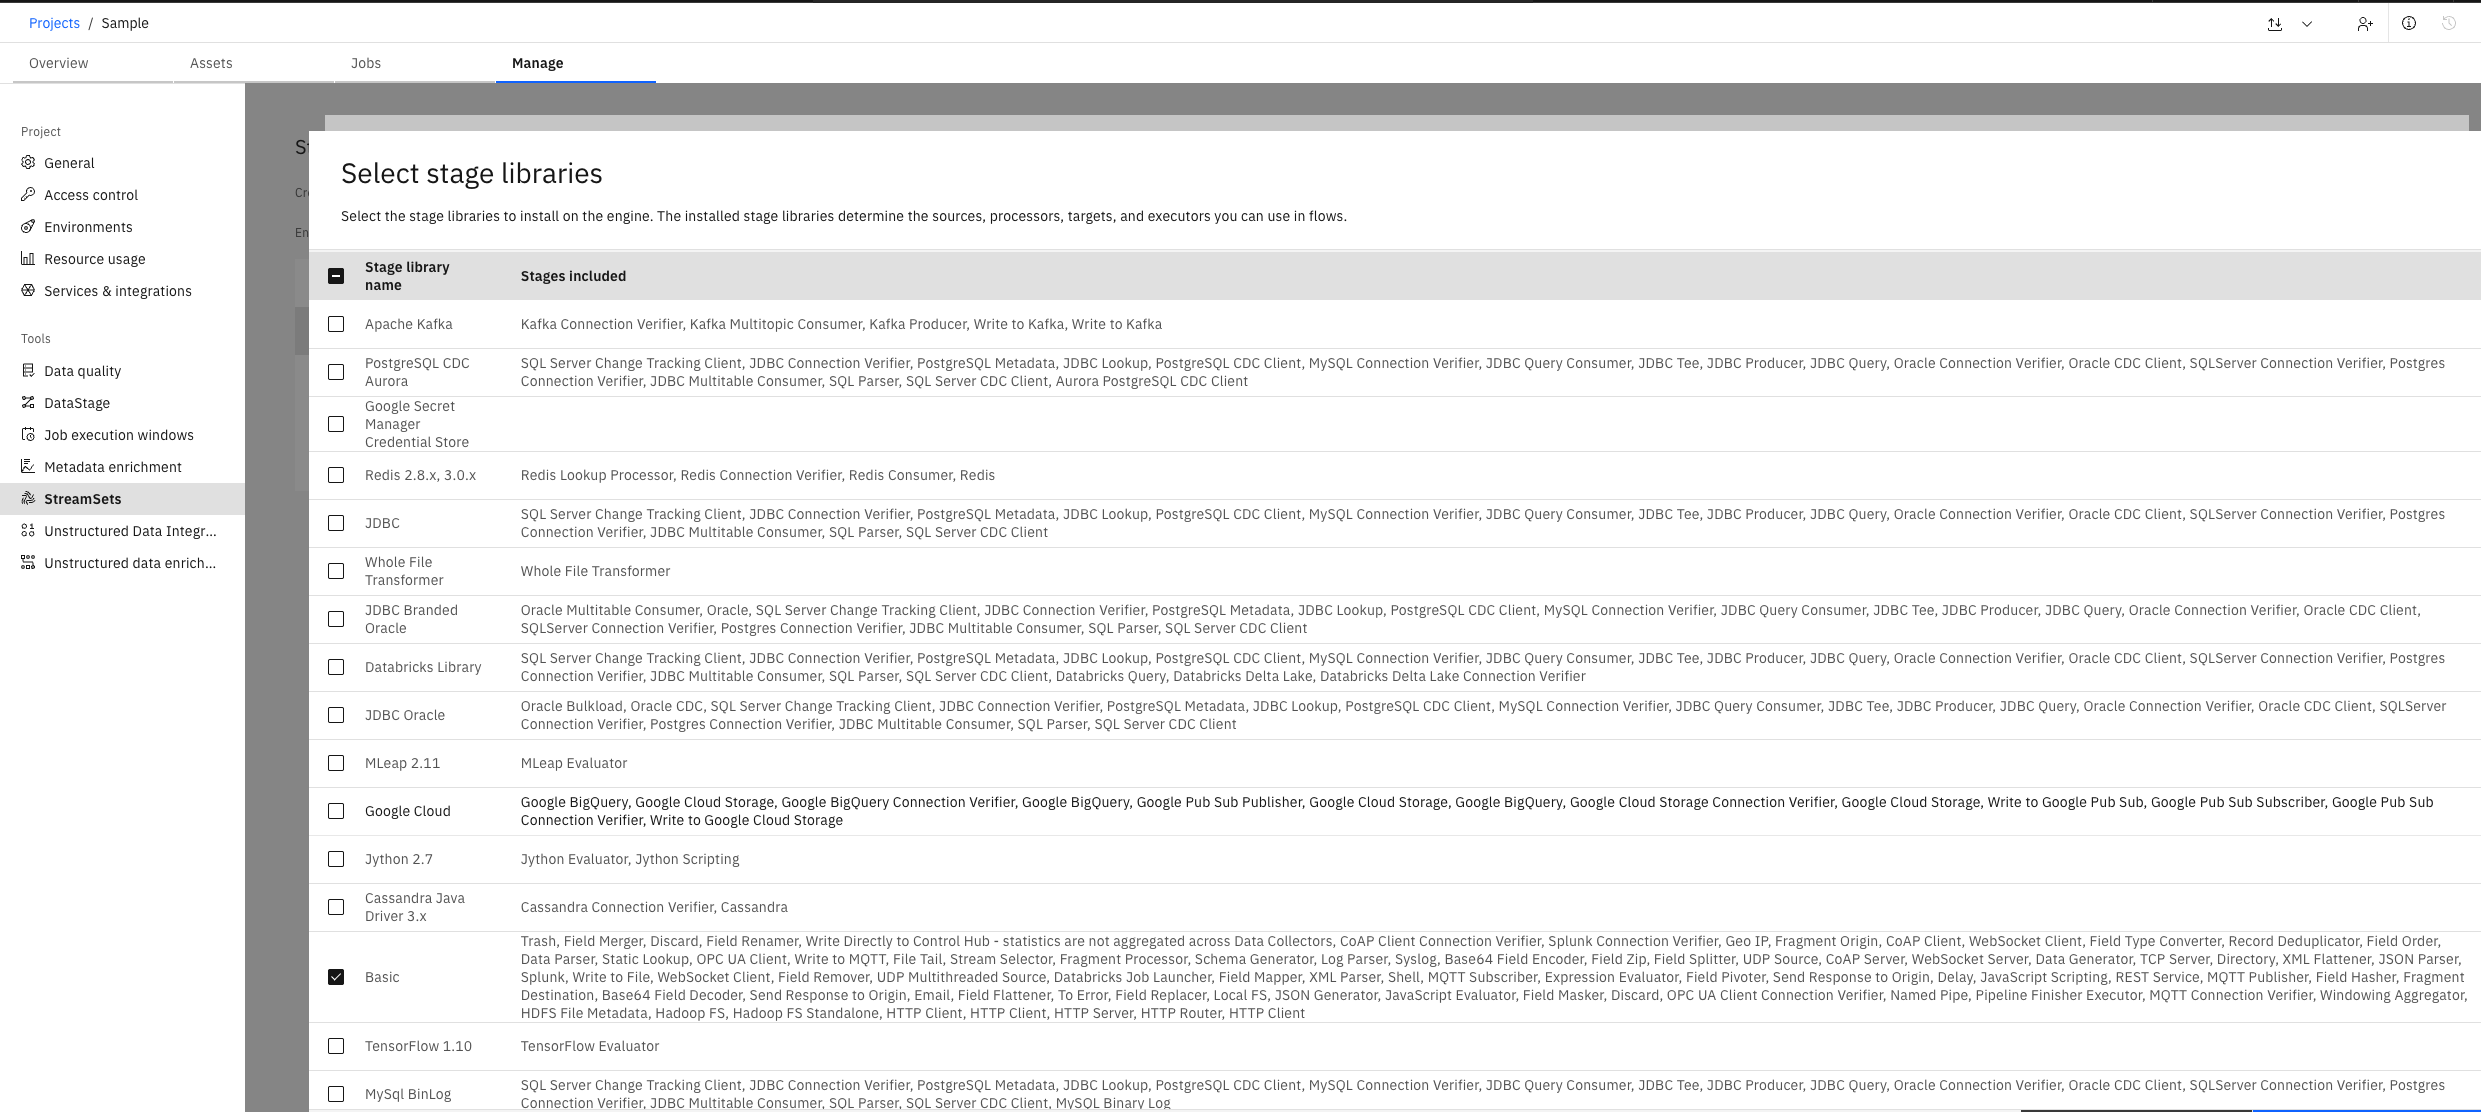 Projects / Sample
Overview
Assets
Jobs
Manage
Project
General
Access control
Environments
Resource usage
Services & integrations
Tools
Data quality
DataStage
Job execution windows
Metadata enrichment
StreamSets
Unstructured Data Integr...
Unstructured data enrich...
Select stage libraries
Select the stage libraries to install on the engine. The installed stage libraries determine the sources, processors, targets, and executors you can use in flows.
Stage library
name
Stages included
Apache Kafka
Kafka Connection Verifier, Kafka Multitopic Consumer, Kafka Producer, Write to Kafka, Write to Kafka
PostgreSQL CDC
Aurora
SQL Server Change Tracking Client, JDBC Connection Verifier, PostgreSQL Metadata, JDBC Lookup, PostgreSQL CDC Client, MySQL Connection Verifier, JDBC Query Consumer, JDBC Tee, JDBC Producer, JDBC Query, Oracle Connection Verifier, Oracle CDC Client, SQLServer Connection Verifier, Postgres
Connection Verifier, JDBC Multitable Consumer, SQL Parser, SQL Server CDC Client, Aurora PostgreSQL CDC Client
Google Secret
Manager
Credential Store
Redis 2.8.x, 3.0.x
Redis Lookup Processor, Redis Connection Verifier, Redis Consumer, Redis
JDBC
SQL Server Change Tracking Client, JDBC Connection Verifier, PostgreSQL Metadata, JDBC Lookup, PostgreSQL CDC Client, MySQL Connection Verifier, JDBC Query Consumer, JDBC Tee, JDBC Producer, JDBC Query, Oracle Connection Verifier, Oracle CDC Client, SQLServer Connection Verifier, Postgres
Connection Verifier, JDBC Multitable Consumer, SQL Parser, SQL Server CDC Client
Whole File
Transformer
Whole File Transformer
JDBC Branded
Oracle
Oracle Multitable Consumer, Oracle, SQL Server Change Tracking Client, JDBC Connection Verifier, PostgreSQL Metadata, JDBC Lookup, PostgreSQL CDC Client, MySQL Connection Verifier, JDBC Query Consumer, JDBC Tee, JDBC Producer, JDBC Query, Oracle Connection Verifier, Oracle CDC Client,
SQLServer Connection Verifier, Postgres Connection Verifier, JDBC Multitable Consumer, SQL Parser, SQL Server CDC Client
Databricks Library
SQL Server Change Tracking Client, JDBC Connection Verifier, PostgreSQL Metadata, JDBC Lookup, PostgreSQL CDC Client, MySQL Connection Verifier, JDBC Query Consumer, JDBC Tee, JDBC Producer, JDBC Query, Oracle Connection Verifier, Oracle CDC Client, SQLServer Connection Verifier, Postgres
Connection Verifier, JDBC Multitable Consumer, SQL Parser, SQL Server CDC Client, Databricks Query, Databricks Delta Lake, Databricks Delta Lake Connection Verifier
JDBC Oracle
Oracle Bulkload, Oracle CDC, SQL Server Change Tracking Client, JDBC Connection Verifier, PostgreSQL Metadata, JDBC Lookup, PostgreSQL CDC Client, MySQL Connection Verifier, JDBC Query Consumer, JDBC Tee, JDBC Producer, JDBC Query, Oracle Connection Verifier, Oracle CDC Client, SQLServer
Connection Verifier, Postgres Connection Verifier, JDBC Multitable Consumer, SQL Parser, SQL Server CDC Client
MLeap 2.11
MLeap Evaluator
Google Cloud
Google BigQuery, Google Cloud Storage, Google BigQuery Connection Verifier, Google BigQuery, Google Pub Sub Publisher, Google Cloud Storage, Google BigQuery, Google Cloud Storage Connection Verifier, Google Cloud Storage, Write to Google Pub Sub, Google Pub Sub Subscriber, Google Pub Sub
Connection Verifier, Write to Google Cloud Storage
Jython 2.7
Jython Evaluator, Jython Scripting
Cassandra Java
Driver 3.x
Cassandra Connection Verifier, Cassandra
Basic
Trash, Field Merger, Discard, Field Renamer, Write Directly to Control Hub - statistics are not aggregated across Data Collectors, CoAP Client Connection Verifier, Splunk Connection Verifier, Geo IP, Fragment Origin, CoAP Client, WebSocket Client, Field Type Converter, Record Deduplicator, Field Order,
Data Parser, Static Lookup, OPC UA Client, Write to MQTT, File Tail, Stream Selector, Fragment Processor, Schema Generator, Log Parser, Syslog, Base64 Field Encoder, Field Zip, Field Splitter, UDP Source, CoAP Server, WebSocket Server, Data Generator, TCP Server, Directory, XML Flattener, JSON Parser,
Splunk, Write to File, WebSocket Client, Field Remover, UDP Multithreaded Source, Databricks Job Launcher, Field Mapper, XML Parser, Shell, MQTT Subscriber, Expression Evaluator, Field Pivoter, Send Response to Origin, Delay, JavaScript Scripting, REST Service, MQTT Publisher, Field Hasher, Fragment
Destination, Base64 Field Decoder, Send Response to Origin, Email, Field Flattener, To Error, Field Replacer, Local FS, JSON Generator, JavaScript Evaluator, Field Masker, Discard, OPC UA Client Connection Verifier, Named Pipe, Pipeline Finisher Executor, MQTT Connection Verifier, Windowing Aggregator,
HDFS File Metadata, Hadoop FS, Hadoop FS Standalone, HTTP Client, HTTP Client, HTTP Server, HTTP Router, HTTP Client
TensorFlow 1.10
TensorFlow Evaluator
MySql BinLog
SQL Server Change Tracking Client, JDBC Connection Verifier, PostgreSQL Metadata, JDBC Lookup, PostgreSQL CDC Client, MySQL Connection Verifier, JDBC Query Consumer, JDBC Tee, JDBC Producer, JDBC Query, Oracle Connection Verifier, Oracle CDC Client, SQLServer Connection Verifier, Postgres
Connection Verifier, JDBC Multitable Consumer, SQL Parser, SQL Server CDC Client, MySQL Binary Log